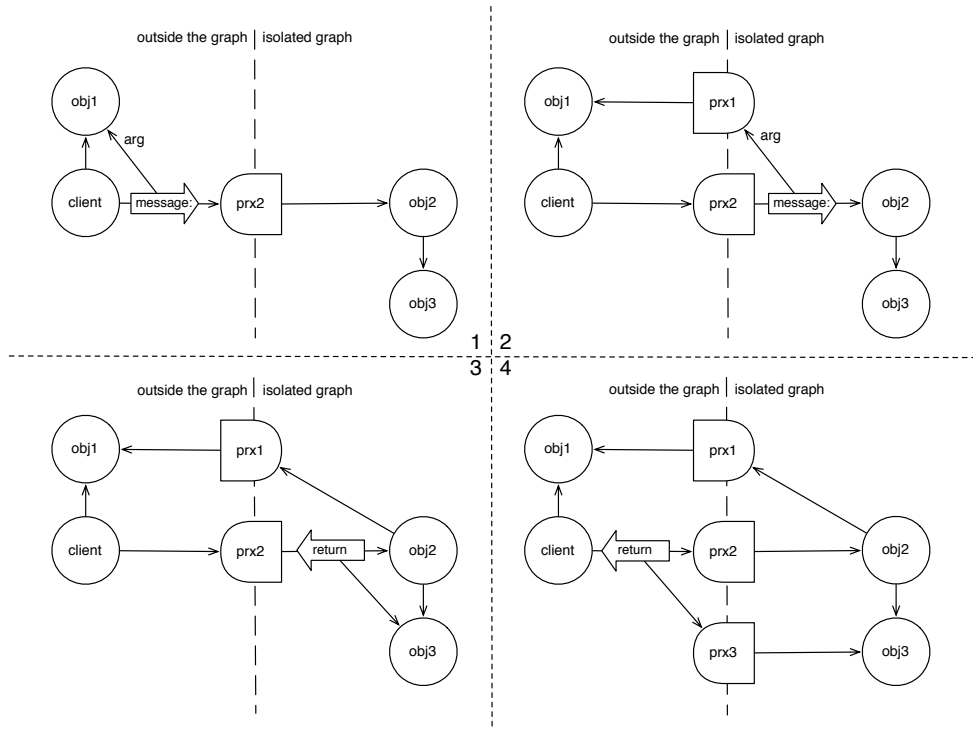 outside the graph | isolated graph
obj1
arg
client
message:
prx2
obj2
obj3
1
outside the graph | isolated graph
obj1
prx1
arg
client
prx2
message:
obj2
obj3
2
3
outside the graph | isolated graph
obj1
prx1
client
prx2
return
obj2
obj3
4
outside the graph | isolated graph
obj1
prx1
client
return
prx2
obj2
prx3
obj3